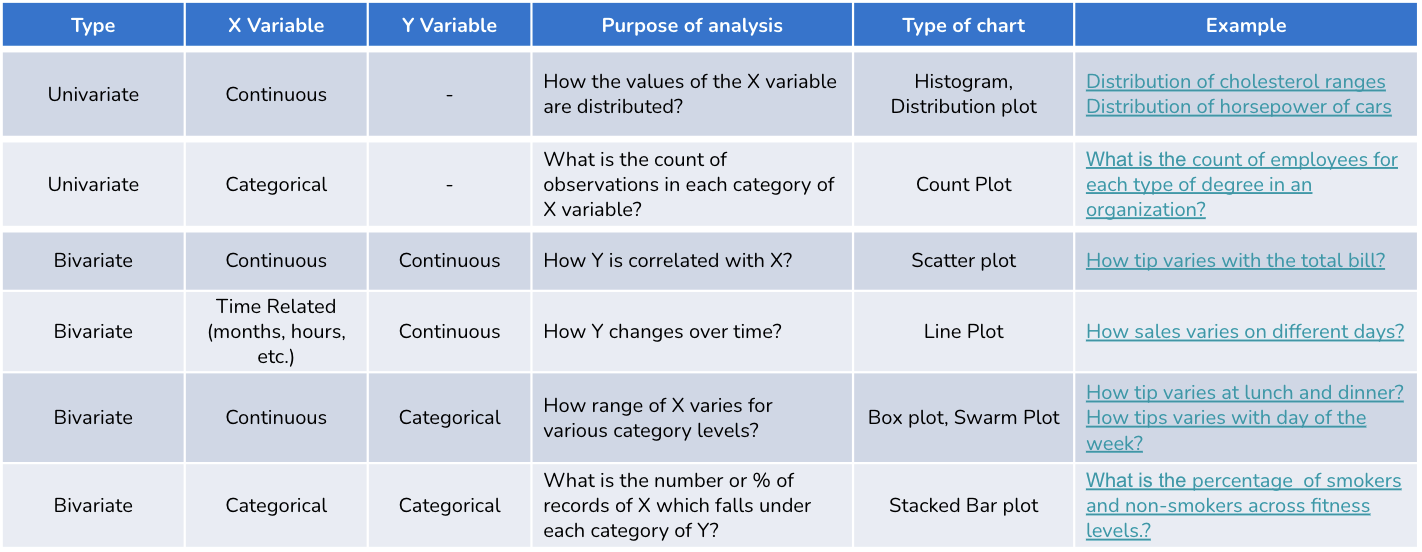 Type X Variable Y Variable Purpose of analysis Type of chart Example
Univariate
Continuous
-
How the values of the X variable
are distributed?
Histogram,
Distribution plot
Distribution of cholesterol ranges
Distribution of horsepower of cars
Univariate
Categorical
-
What is the count of
observations in each category of
X variable?
Count Plot
What is the count of employees for
each type of degree in an
organization?
Bivariate
Continuous
Continuous
How Y is correlated with X?
Scatter plot
How tip varies with the total bill?
Bivariate
Time Related
(months, hours,
etc.)
Continuous
How Y changes over time?
Line Plot
How sales varies on different days?
Bivariate
Continuous
Categorical
How range of X varies for
various category levels?
Box plot, Swarm Plot
How tip varies at lunch and dinner?
How tips varies with day of the
week?
Bivariate
Categorical
Categorical
What is the number or % of
records of X which falls under
each category of Y?
Stacked Bar plot
What is the percentage  of smokers
and non-smokers across fitness
levels.?